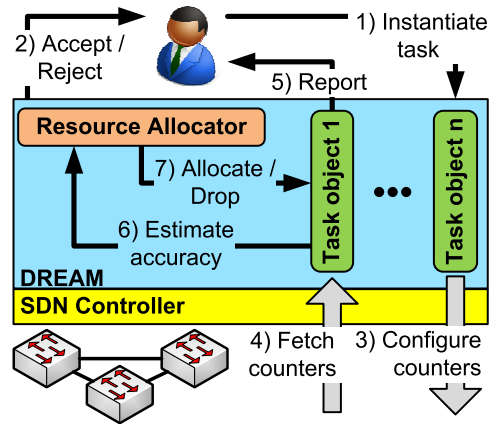 2) Accept /
Reject
1) Instantiate
task
5) Report
Resource Allocator
Task object 1
Task object n
7) Allocate /
Drop
6) Estimate
accuracy
DREAM
SDN Controller
4) Fetch
counters
3) Configure
counters